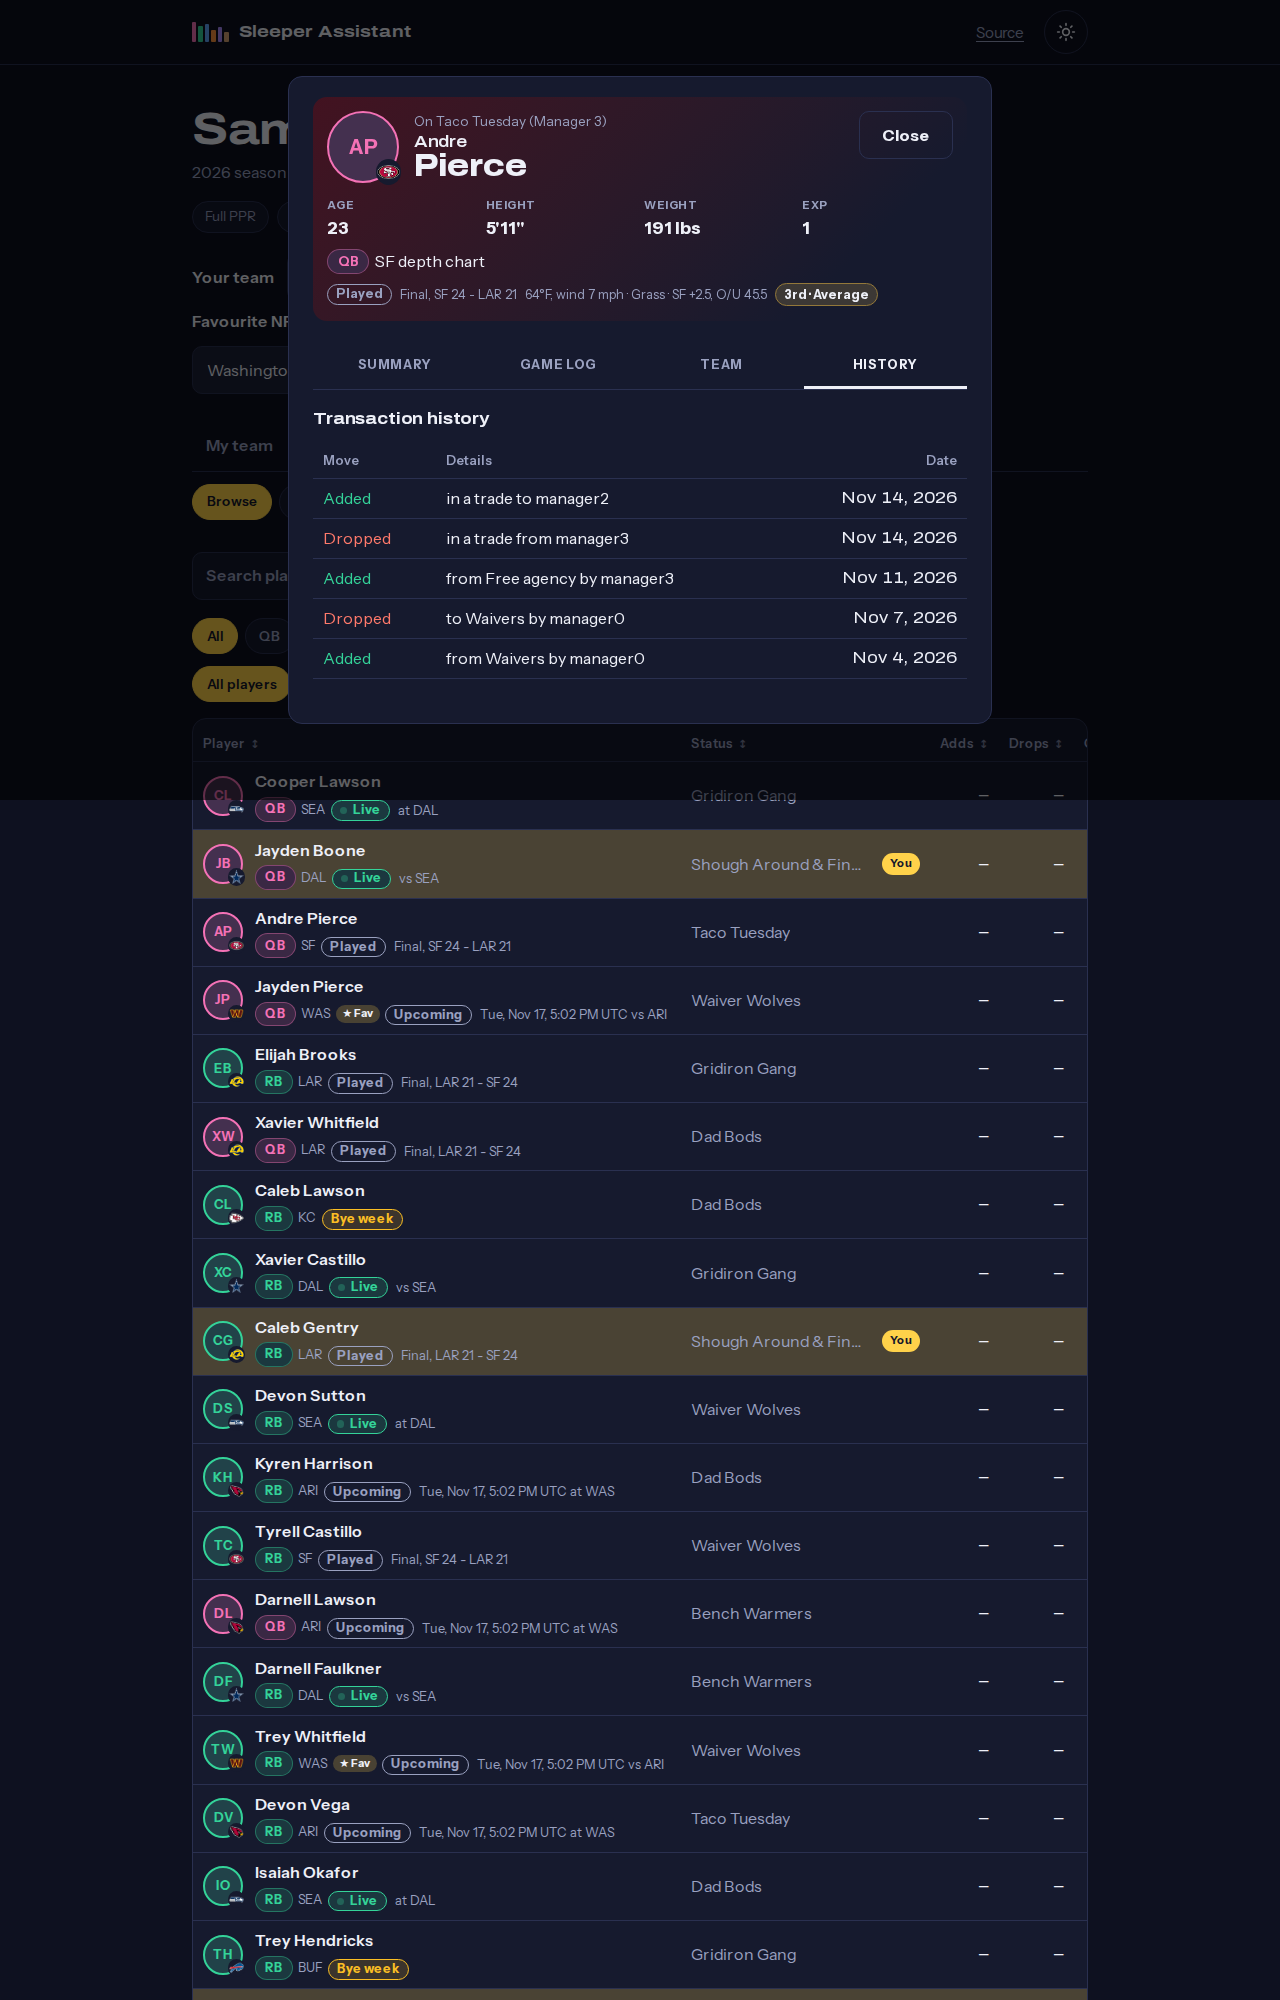 Sleeper Assistant
Source
Sam
2026 season
Full PPR
Your team
Favourite NF
Washingto
My team
Browse
Search pla
All QB
All players
AP
On Taco Tuesday (Manager 3)
Andre
Pierce
Close
AGE HEIGHT WEIGHT EXP
23 5'11" 191 lbs 1
QB SF depth chart
Played Final, SF 24 - LAR 21 64°F, wind 7 mph · Grass · SF +2.5, O/U 45.5 3rd · Average
SUMMARY GAME LOG TEAM HISTORY
Transaction history
Move Details Date
Added in a trade to manager2 Nov 14, 2026
Dropped in a trade from manager3 Nov 14, 2026
Added from Free agency by manager3 Nov 11, 2026
Dropped to Waivers by manager0 Nov 7, 2026
Added from Waivers by manager0 Nov 4, 2026
Player ↕ Status ↕ Adds ↕ Drops ↕
CL Cooper Lawson Gridiron Gang – –
QB SEA Live at DAL
JB Jayden Boone Shough Around & Fin... You – –
QB DAL Live vs SEA
AP Andre Pierce Taco Tuesday – –
QB SF Played Final, SF 24 - LAR 21
JP Jayden Pierce Waiver Wolves – –
QB WAS ★ Fav Upcoming Tue, Nov 17, 5:02 PM UTC vs ARI
EB Elijah Brooks Gridiron Gang – –
RB LAR Played Final, LAR 21 - SF 24
XW Xavier Whitfield Dad Bods – –
QB LAR Played Final, LAR 21 - SF 24
CL Caleb Lawson Dad Bods – –
RB KC Bye week
XC Xavier Castillo Gridiron Gang – –
RB DAL Live vs SEA
CG Caleb Gentry Shough Around & Fin... You – –
RB LAR Played Final, LAR 21 - SF 24
DS Devon Sutton Waiver Wolves – –
RB SEA Live at DAL
KH Kyren Harrison Dad Bods – –
RB ARI Upcoming Tue, Nov 17, 5:02 PM UTC at WAS
TC Tyrell Castillo Waiver Wolves – –
RB SF Played Final, SF 24 - LAR 21
DL Darnell Lawson Bench Warmers – –
QB ARI Upcoming Tue, Nov 17, 5:02 PM UTC at WAS
DF Darnell Faulkner Bench Warmers – –
RB DAL Live vs SEA
TW Trey Whitfield Waiver Wolves – –
RB WAS ★ Fav Upcoming Tue, Nov 17, 5:02 PM UTC vs ARI
DV Devon Vega Taco Tuesday – –
RB ARI Upcoming Tue, Nov 17, 5:02 PM UTC at WAS
IO Isaiah Okafor Dad Bods – –
RB SEA Live at DAL
TH Trey Hendricks Gridiron Gang – –
RB BUF Bye week